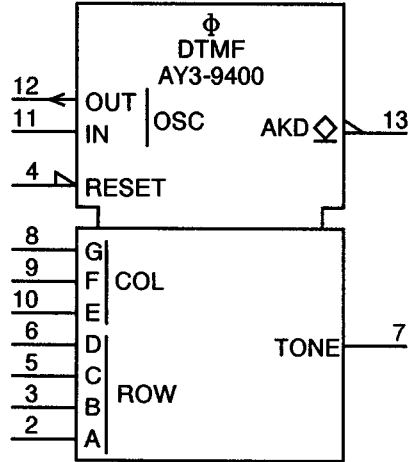 Φ
DTMF
AY3-9400
12 OUT
11 IN OSC
AKD 13
4 RESET
8 G
9 F COL
10 E
6 D
TONE 7
5 C
3 B ROW
2 A